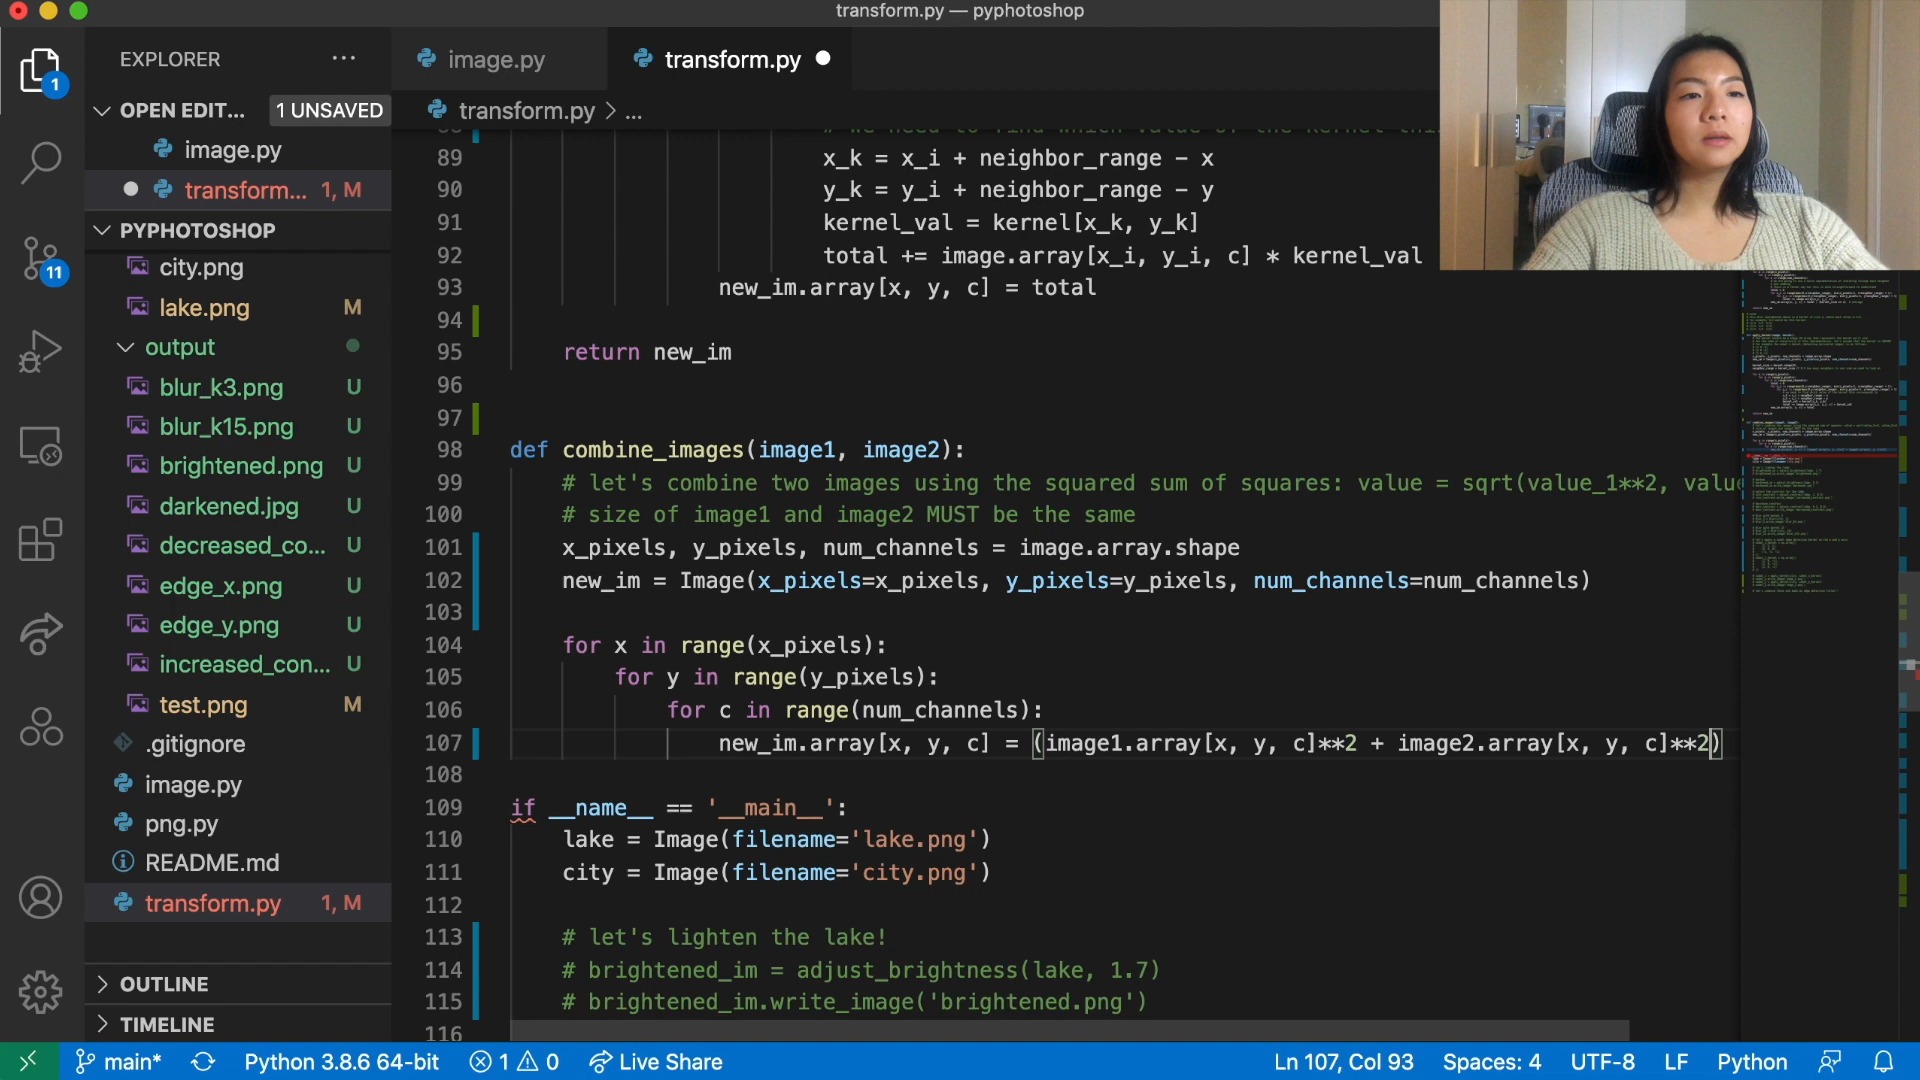 transform.py — pyphotoshop
EXPLORER
OPEN EDIT...
1 UNSAVED
image.py
transform... 1, M
PYPHOTOSHOP
city.png
lake.png M
output
blur_k3.png U
blur_k15.png U
brightened.png U
darkened.jpg U
decreased_co... U
edge_x.png U
edge_y.png U
increased_con... U
test.png M
.gitignore
image.py
png.py
README.md
transform.py 1, M
OUTLINE
TIMELINE
1
11
image.py
transform.py
transform.py > ...
89 x_k = x_i + neighbor_range - x
90 y_k = y_i + neighbor_range - y
91 kernel_val = kernel[x_k, y_k]
92 total += image.array[x_i, y_i, c] * kernel_val
93 new_im.array[x, y, c] = total
94
95 return new_im
96
97
98 def combine_images(image1, image2):
99 # let's combine two images using the squared sum of squares: value = sqrt(value_1**2, valu
100 # size of image1 and image2 MUST be the same
101 x_pixels, y_pixels, num_channels = image.array.shape
102 new_im = Image(x_pixels=x_pixels, y_pixels=y_pixels, num_channels=num_channels)
103
104 for x in range(x_pixels):
105 for y in range(y_pixels):
106 for c in range(num_channels):
107 new_im.array[x, y, c] = (image1.array[x, y, c]**2 + image2.array[x, y, c]**2)
108
109 if __name__ == '__main__':
110 lake = Image(filename='lake.png')
111 city = Image(filename='city.png')
112
113 # let's lighten the lake!
114 # brightened_im = adjust_brightness(lake, 1.7)
115 # brightened_im.write_image('brightened.png')
116
main* Python 3.8.6 64-bit 1 0 Live Share Ln 107, Col 93 Spaces: 4 UTF-8 LF Python